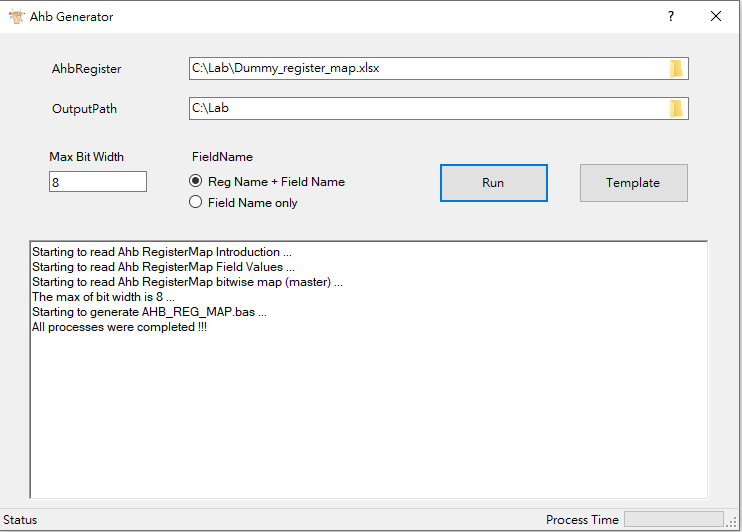 Ahb Generator
?
AhbRegister
C:\Lab\Dummy_register_map.xlsx
OutputPath
C:\Lab
Max Bit Width
FieldName
8
Reg Name + Field Name
Field Name only
Run
Template
Starting to read Ahb RegisterMap Introduction ...
Starting to read Ahb RegisterMap Field Values ...
Starting to read Ahb RegisterMap bitwise map (master) ...
The max of bit width is 8 ...
Starting to generate AHB_REG_MAP.bas ...
All processes were completed !!!
Status
Process Time